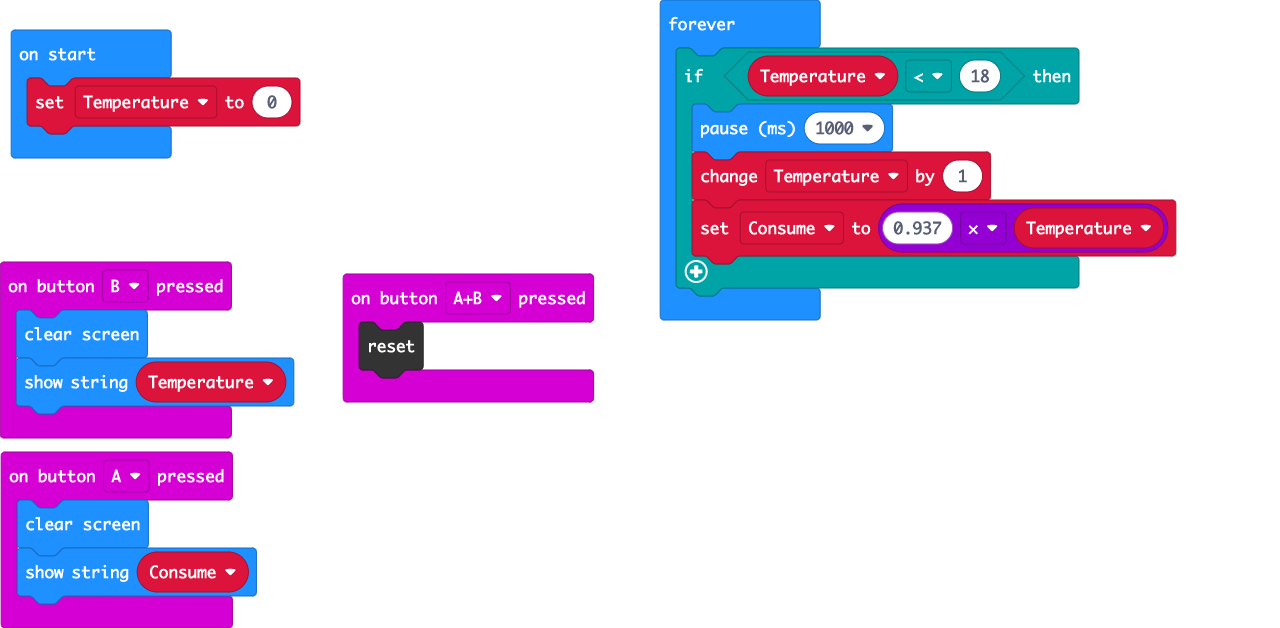 on start
set Temperature to 0
on button B pressed
clear screen
show string Temperature
on button A pressed
clear screen
show string Consume
on button A+B pressed
reset
forever
if Temperature < 18 then
pause (ms) 1000
change Temperature by 1
set Consume to 0.937 × Temperature